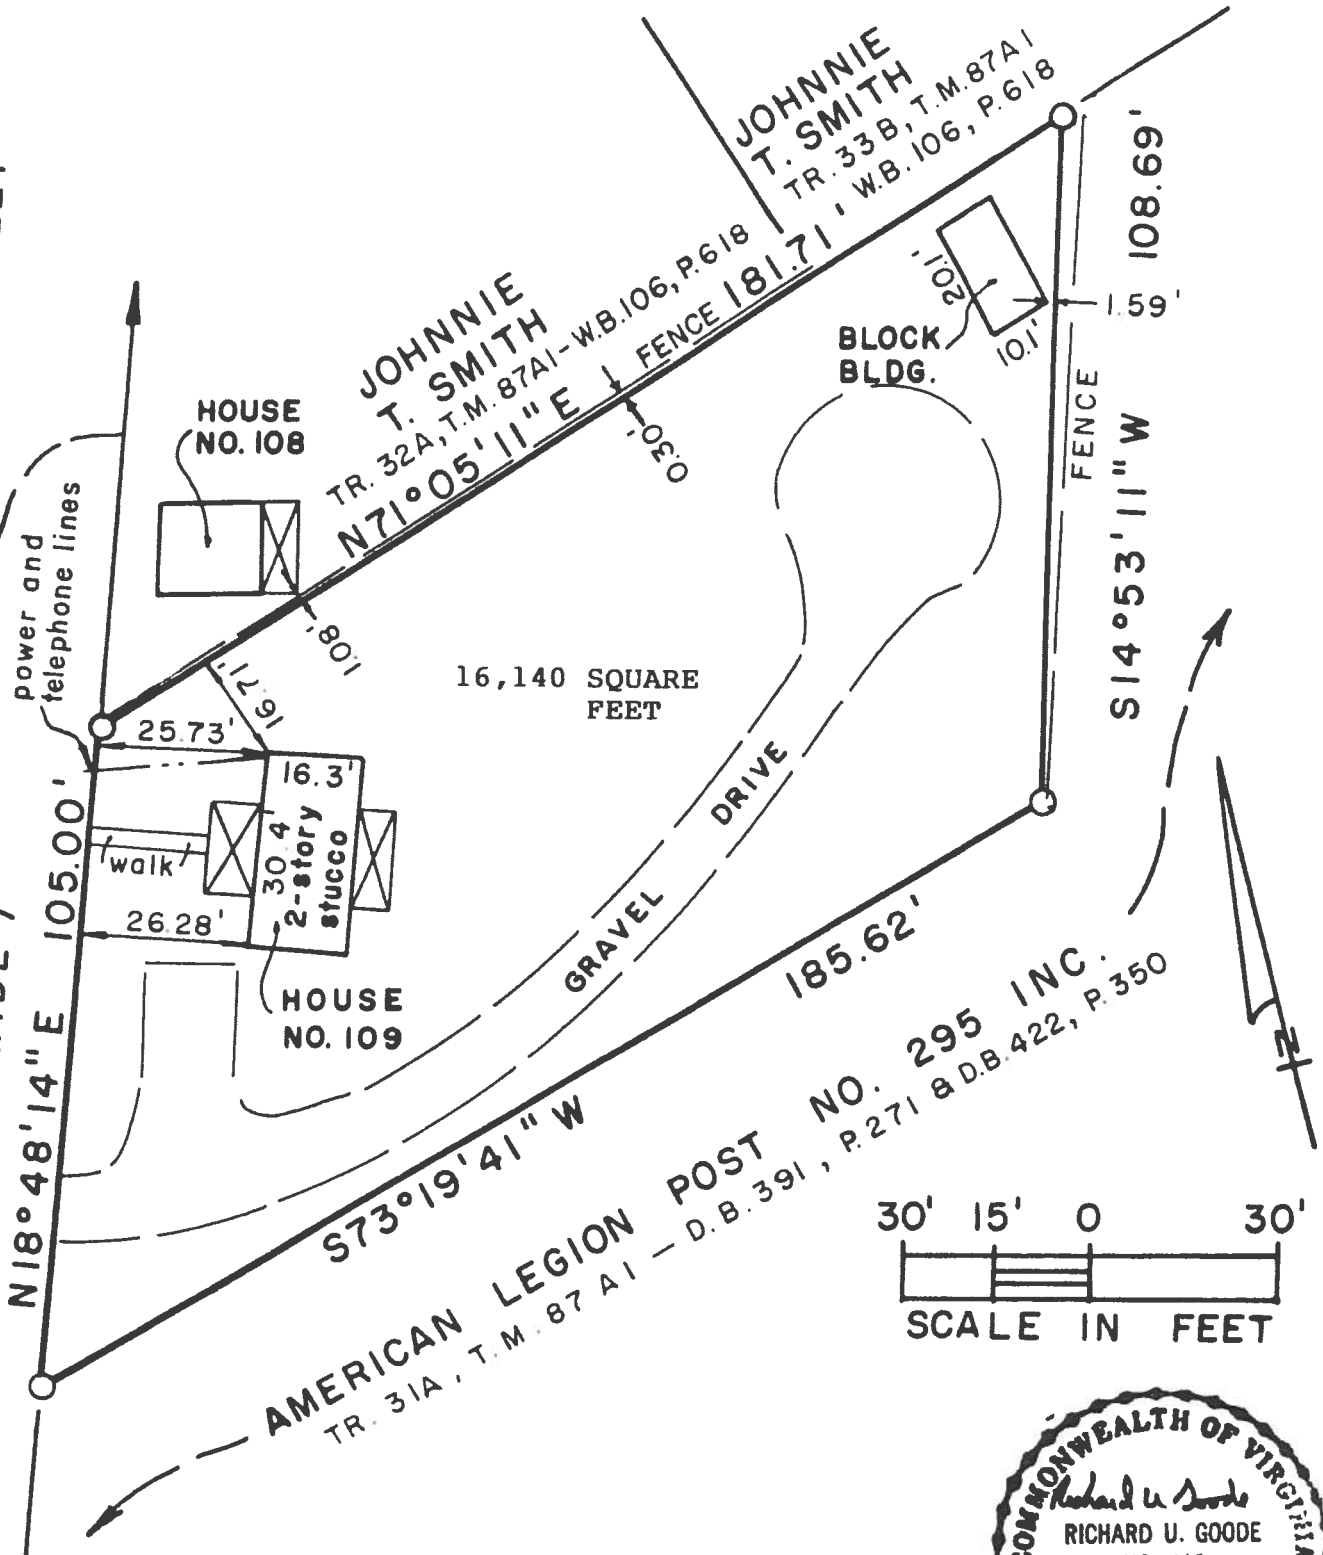 JOHNNIE
T. SMITH
TR. 33B, T.M. 87A1
W.B. 106, P. 618
108.69'
JOHNNIE
T. SMITH
TR. 32A, T.M. 87A1-W.B. 106, P. 618
N71°05'11"E
FENCE
181.71'
0.30'
20.1'
10.1'
1.59'
BLOCK
BLDG.
FENCE
S14°53'11"W
HOUSE
NO. 108
power and
telephone lines
1.08'
16.71'
16,140 SQUARE
FEET
25.73'
16.3'
30.4
2-story
stucco
walk
26.28'
HOUSE
NO. 109
N18°48'14"E 105.00'
GRAVEL DRIVE
185.62'
S73°19'41"W
AMERICAN LEGION POST NO. 295 INC.
TR. 31A, T.M. 87 A1 — D.B. 391, P. 271 & D.B. 422, P. 350
N
30' 15' 0 30'
SCALE IN FEET
COMMONWEALTH OF VIRGINIA
Richard U. Goode
RICHARD U. GOODE